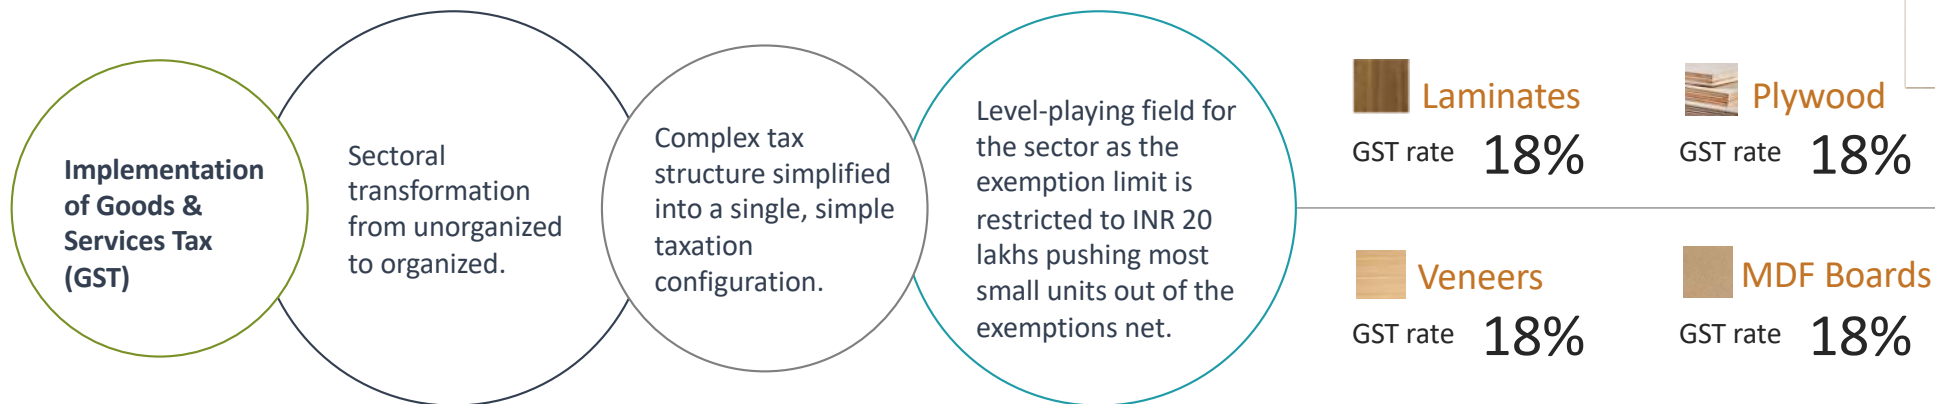 Implementation
of Goods &
Services Tax
(GST)
Sectoral
transformation
from unorganized
to organized.
Complex tax
structure simplified
into a single, simple
taxation
configuration.
Level-playing field for
the sector as the
exemption limit is
restricted to INR 20
lakhs pushing most
small units out of the
exemptions net.
Laminates
GST rate 18%
Plywood
GST rate 18%
Veneers
GST rate 18%
MDF Boards
GST rate 18%